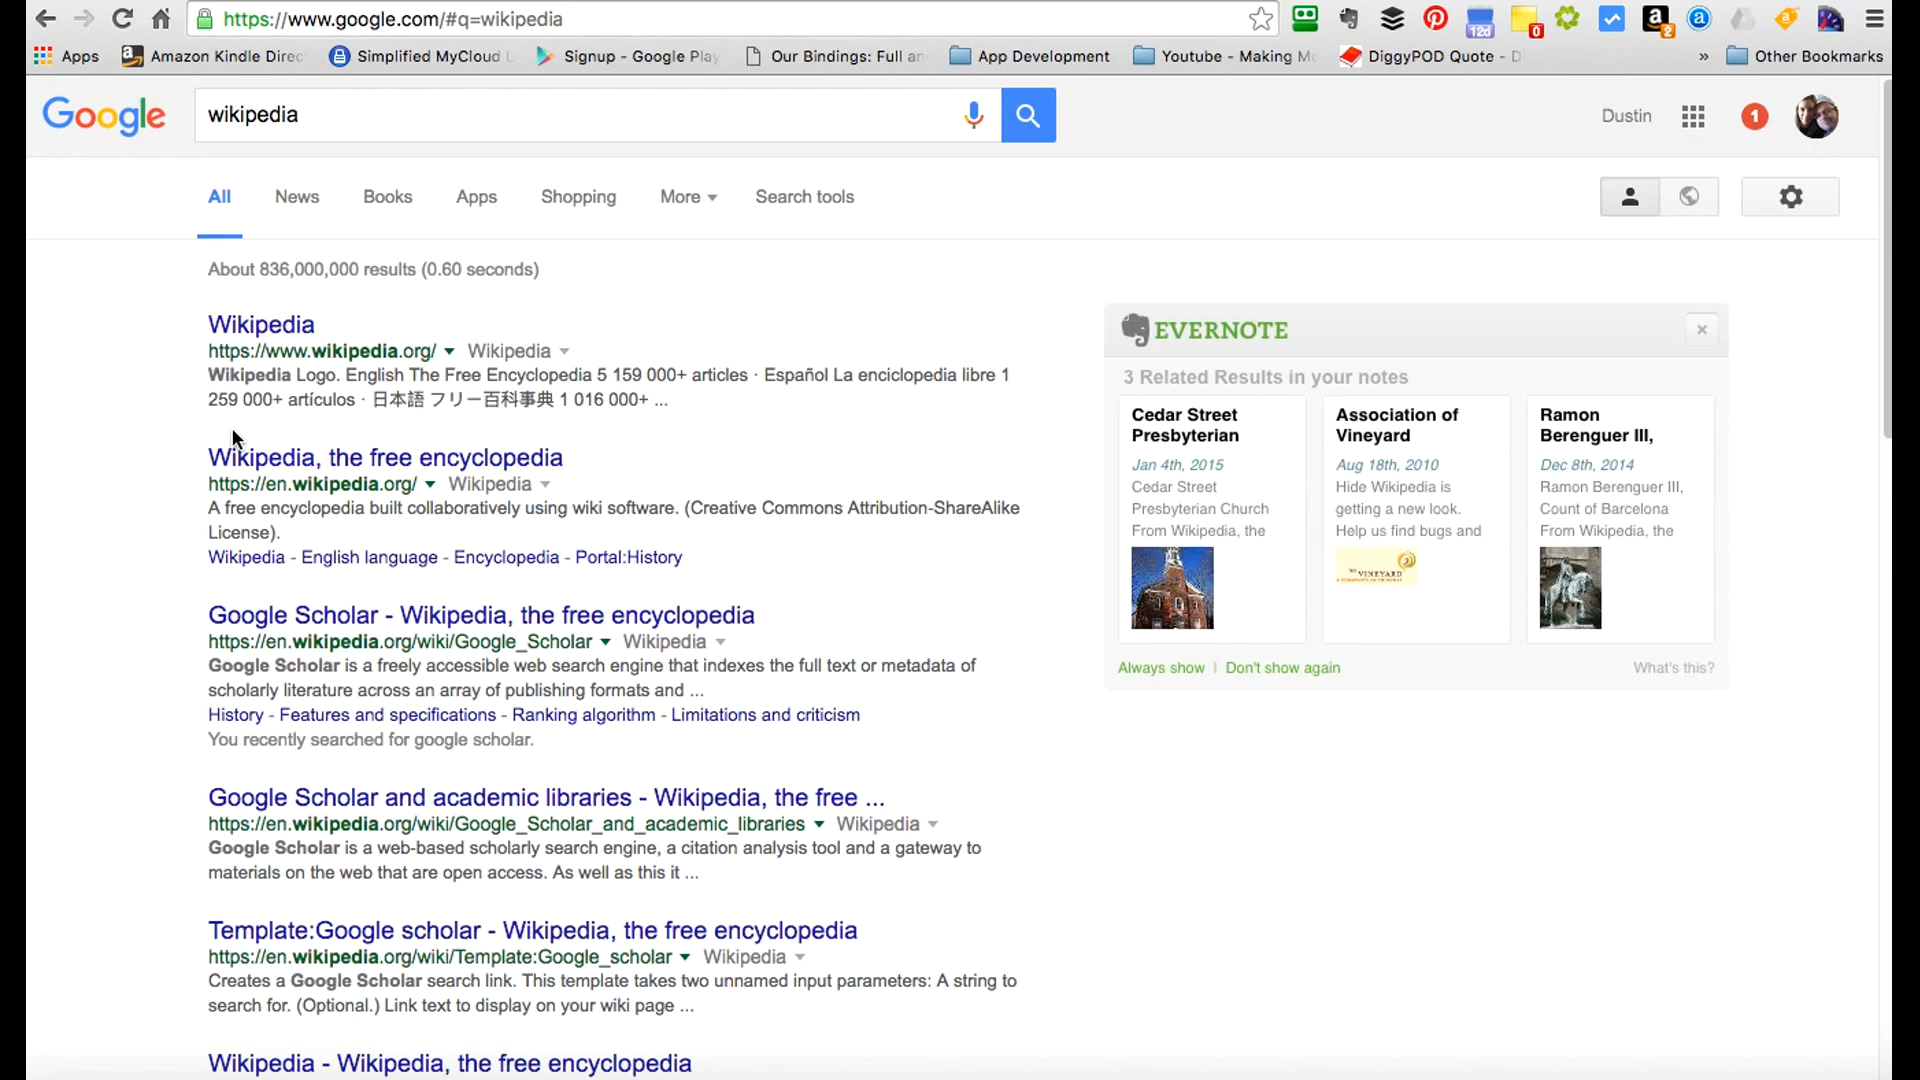 https://www.google.com/#q=wikipedia
12d
0
2
Apps
Amazon Kindle Direc
Simplified MyCloud
Signup - Google Play
Our Bindings: Full an
App Development
Youtube - Making Mo
DiggyPOD Quote - D
»
Other Bookmarks
Google
wikipedia
Dustin
1
All
News
Books
Apps
Shopping
More
Search tools
About 836,000,000 results (0.60 seconds)
Wikipedia
https://www.wikipedia.org/ Wikipedia
Wikipedia Logo. English The Free Encyclopedia 5 159 000+ articles · Español La enciclopedia libre 1
259 000+ artículos · 日本語 フリー百科事典 1 016 000+ ...
Wikipedia, the free encyclopedia
https://en.wikipedia.org/ Wikipedia
A free encyclopedia built collaboratively using wiki software. (Creative Commons Attribution-ShareAlike
License).
Wikipedia - English language - Encyclopedia - Portal:History
Google Scholar - Wikipedia, the free encyclopedia
https://en.wikipedia.org/wiki/Google_Scholar Wikipedia
Google Scholar is a freely accessible web search engine that indexes the full text or metadata of
scholarly literature across an array of publishing formats and ...
History - Features and specifications - Ranking algorithm - Limitations and criticism
You recently searched for google scholar.
Google Scholar and academic libraries - Wikipedia, the free ...
https://en.wikipedia.org/wiki/Google_Scholar_and_academic_libraries Wikipedia
Google Scholar is a web-based scholarly search engine, a citation analysis tool and a gateway to
materials on the web that are open access. As well as this it ...
Template:Google scholar - Wikipedia, the free encyclopedia
https://en.wikipedia.org/wiki/Template:Google_scholar Wikipedia
Creates a Google Scholar search link. This template takes two unnamed input parameters: A string to
search for. (Optional.) Link text to display on your wiki page ...
Wikipedia - Wikipedia, the free encyclopedia
EVERNOTE
3 Related Results in your notes
Cedar Street
Presbyterian
Jan 4th, 2015
Cedar Street
Presbyterian Church
From Wikipedia, the
Association of
Vineyard
Aug 18th, 2010
Hide Wikipedia is
getting a new look.
Help us find bugs and
THE VINEYARD
Ramon
Berenguer III,
Dec 8th, 2014
Ramon Berenguer III,
Count of Barcelona
From Wikipedia, the
Always show | Don't show again
What's this?